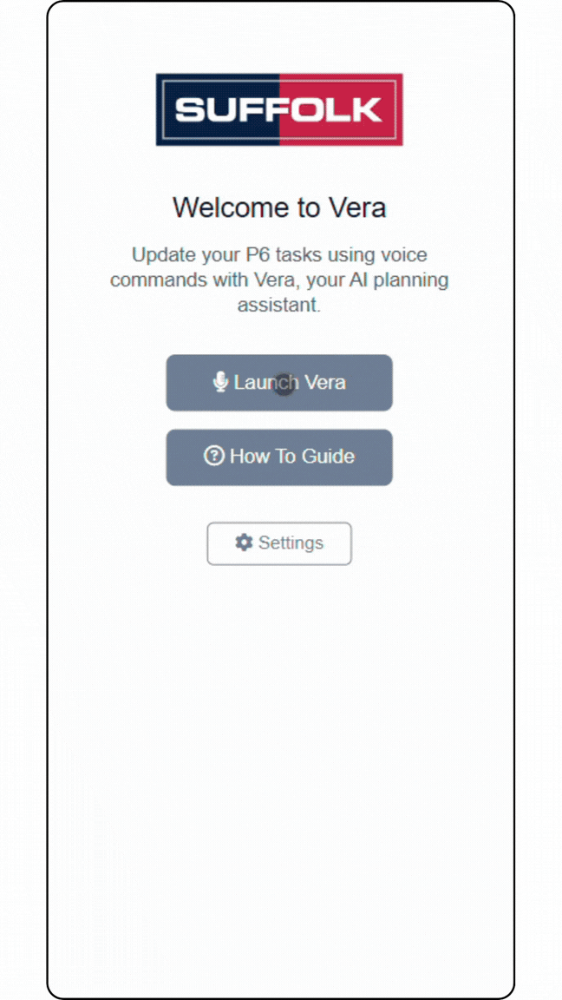 SUFFOLK
Welcome to Vera
Update your P6 tasks using voice
commands with Vera, your AI planning
assistant.
Launch Vera
How To Guide
Settings